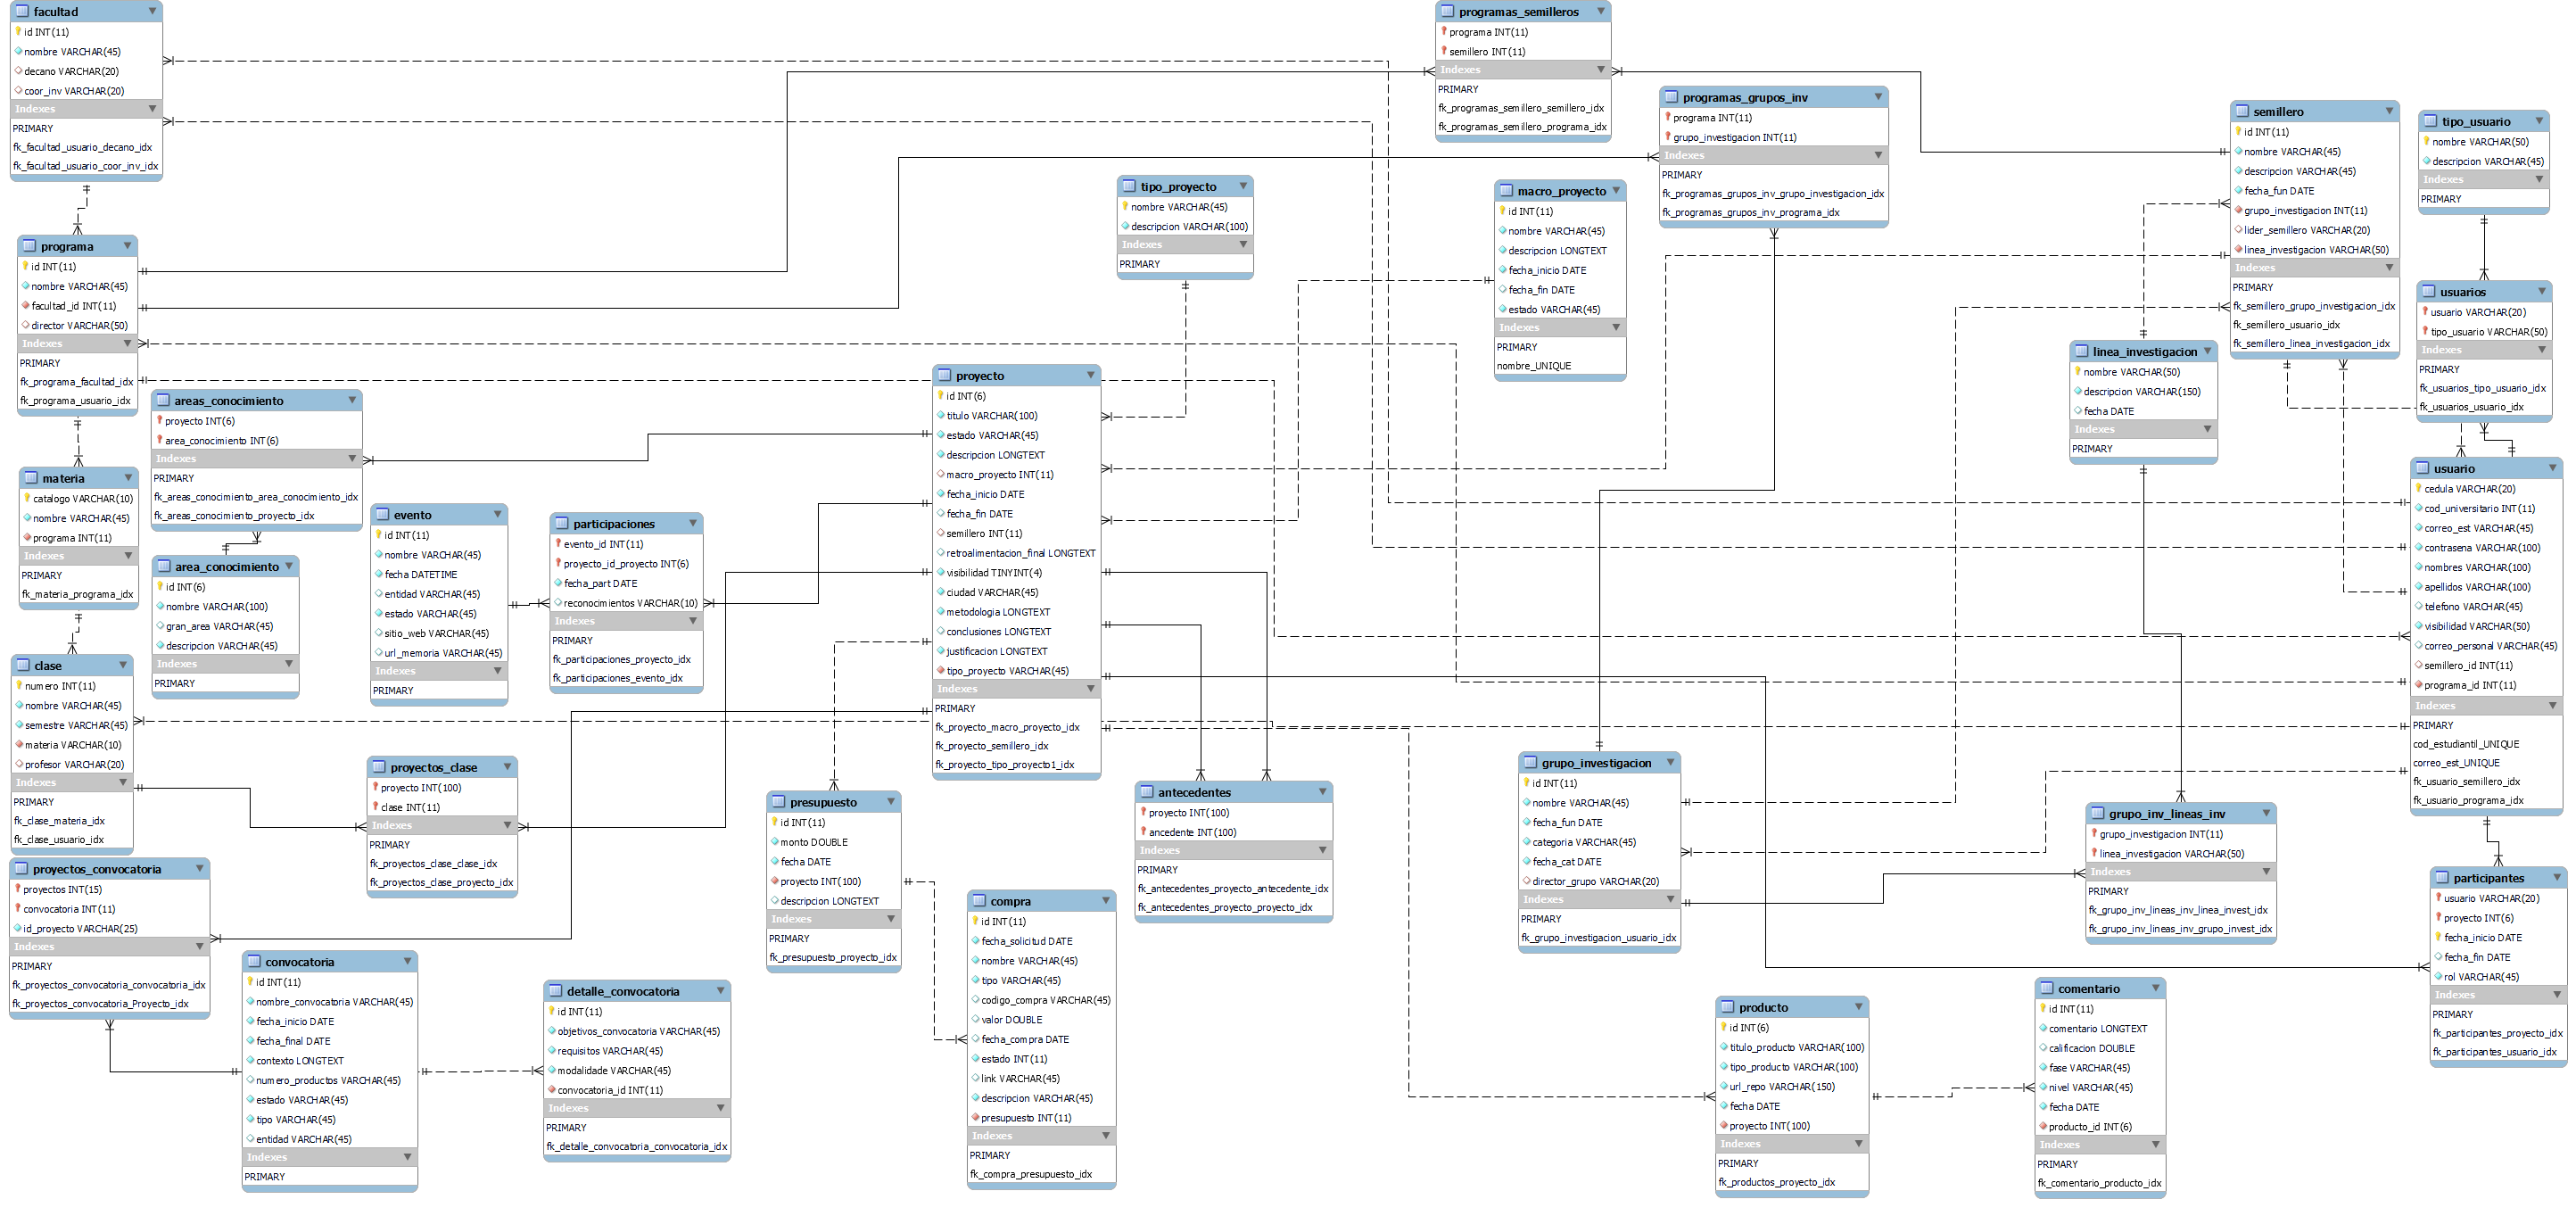 facultad
id INT(11)
nombre VARCHAR(45)
decano VARCHAR(20)
coor_inv VARCHAR(20)
Indexes
PRIMARY
fk_facultad_usuario_decano_idx
fk_facultad_usuario_coor_inv_idx
programa
id INT(11)
nombre VARCHAR(45)
facultad_id INT(11)
director VARCHAR(50)
Indexes
PRIMARY
fk_programa_facultad_idx
fk_programa_usuario_idx
materia
catalogo VARCHAR(10)
nombre VARCHAR(45)
programa INT(11)
Indexes
PRIMARY
fk_materia_programa_idx
clase
numero INT(11)
nombre VARCHAR(45)
semestre VARCHAR(45)
materia VARCHAR(10)
profesor VARCHAR(20)
Indexes
PRIMARY
fk_clase_materia_idx
fk_clase_usuario_idx
proyectos_convocatoria
proyectos INT(15)
convocatoria INT(11)
id_proyecto VARCHAR(25)
Indexes
PRIMARY
fk_proyectos_convocatoria_convocatoria_idx
fk_proyectos_convocatoria_Proyecto_idx
areas_conocimiento
proyecto INT(6)
area_conocimiento INT(6)
Indexes
PRIMARY
fk_areas_conocimiento_area_conocimiento_idx
fk_areas_conocimiento_proyecto_idx
area_conocimiento
id INT(6)
nombre VARCHAR(100)
gran_area VARCHAR(45)
descripcion VARCHAR(45)
Indexes
PRIMARY
evento
id INT(11)
nombre VARCHAR(45)
fecha DATETIME
entidad VARCHAR(45)
estado VARCHAR(45)
sitio_web VARCHAR(45)
url_memoria VARCHAR(45)
Indexes
PRIMARY
participaciones
evento_id INT(11)
proyecto_id_proyecto INT(6)
fecha_part DATE
reconocimientos VARCHAR(10)
Indexes
PRIMARY
fk_participaciones_proyecto_idx
fk_participaciones_evento_idx
proyectos_clase
proyecto INT(100)
clase INT(11)
Indexes
PRIMARY
fk_proyectos_clase_clase_idx
fk_proyectos_clase_proyecto_idx
convocatoria
id INT(11)
nombre_convocatoria VARCHAR(45)
fecha_inicio DATE
fecha_final DATE
contexto LONGTEXT
numero_productos VARCHAR(45)
estado VARCHAR(45)
tipo VARCHAR(45)
entidad VARCHAR(45)
Indexes
PRIMARY
detalle_convocatoria
id INT(11)
objetivos_convocatoria VARCHAR(45)
requisitos VARCHAR(45)
modalidade VARCHAR(45)
convocatoria_id INT(11)
Indexes
PRIMARY
fk_detalle_convocatoria_convocatoria_idx
presupuesto
id INT(11)
monto DOUBLE
fecha DATE
proyecto INT(100)
descripcion LONGTEXT
Indexes
PRIMARY
fk_presupuesto_proyecto_idx
compra
id INT(11)
fecha_solicitud DATE
nombre VARCHAR(45)
tipo VARCHAR(45)
codigo_compra VARCHAR(45)
valor DOUBLE
fecha_compra DATE
estado INT(11)
link VARCHAR(45)
descripcion VARCHAR(45)
presupuesto INT(11)
Indexes
PRIMARY
fk_compra_presupuesto_idx
proyecto
id INT(6)
titulo VARCHAR(100)
estado VARCHAR(45)
descripcion LONGTEXT
macro_proyecto INT(11)
fecha_inicio DATE
fecha_fin DATE
semillero INT(11)
retroalimentacion_final LONGTEXT
visibilidad TINYINT(4)
ciudad VARCHAR(45)
metodologia LONGTEXT
conclusiones LONGTEXT
justificacion LONGTEXT
tipo_proyecto VARCHAR(45)
Indexes
PRIMARY
fk_proyecto_macro_proyecto_idx
fk_proyecto_semillero_idx
fk_proyecto_tipo_proyecto1_idx
tipo_proyecto
nombre VARCHAR(45)
descripcion VARCHAR(100)
Indexes
PRIMARY
antecedentes
proyecto INT(100)
ancedente INT(100)
Indexes
PRIMARY
fk_antecedentes_proyecto_antecedente_idx
fk_antecedentes_proyecto_proyecto_idx
programas_semilleros
programa INT(11)
semillero INT(11)
Indexes
PRIMARY
fk_programas_semillero_semillero_idx
fk_programas_semillero_programa_idx
programas_grupos_inv
programa INT(11)
grupo_investigacion INT(11)
Indexes
PRIMARY
fk_programas_grupos_inv_grupo_investigacion_idx
fk_programas_grupos_inv_programa_idx
macro_proyecto
id INT(11)
nombre VARCHAR(45)
descripcion LONGTEXT
fecha_inicio DATE
fecha_fin DATE
estado VARCHAR(45)
Indexes
PRIMARY
nombre_UNIQUE
grupo_investigacion
id INT(11)
nombre VARCHAR(45)
fecha_fun DATE
categoria VARCHAR(45)
fecha_cat DATE
director_grupo VARCHAR(20)
Indexes
PRIMARY
fk_grupo_investigacion_usuario_idx
producto
id INT(6)
titulo_producto VARCHAR(100)
tipo_producto VARCHAR(100)
url_repo VARCHAR(150)
fecha DATE
proyecto INT(100)
Indexes
PRIMARY
fk_productos_proyecto_idx
comentario
id INT(11)
comentario LONGTEXT
calificacion DOUBLE
fase VARCHAR(45)
nivel VARCHAR(45)
fecha DATE
producto_id INT(6)
Indexes
PRIMARY
fk_comentario_producto_idx
grupo_inv_lineas_inv
grupo_investigacion INT(11)
linea_investigacion VARCHAR(50)
Indexes
PRIMARY
fk_grupo_inv_lineas_inv_linea_invest_idx
fk_grupo_inv_lineas_inv_grupo_invest_idx
linea_investigacion
nombre VARCHAR(50)
descripcion VARCHAR(150)
fecha DATE
Indexes
PRIMARY
semillero
id INT(11)
nombre VARCHAR(45)
descripcion VARCHAR(45)
fecha_fun DATE
grupo_investigacion INT(11)
lider_semillero VARCHAR(20)
linea_investigacion VARCHAR(50)
Indexes
PRIMARY
fk_semillero_grupo_investigacion_idx
fk_semillero_usuario_idx
fk_semillero_linea_investigacion_idx
tipo_usuario
nombre VARCHAR(50)
descripcion VARCHAR(45)
Indexes
PRIMARY
usuarios
usuario VARCHAR(20)
tipo_usuario VARCHAR(50)
Indexes
PRIMARY
fk_usuarios_tipo_usuario_idx
fk_usuarios_usuario_idx
usuario
cedula VARCHAR(20)
cod_universitario INT(11)
correo_est VARCHAR(45)
contrasena VARCHAR(100)
nombres VARCHAR(100)
apellidos VARCHAR(100)
telefono VARCHAR(45)
visibilidad VARCHAR(50)
correo_personal VARCHAR(45)
semillero_id INT(11)
programa_id INT(11)
Indexes
PRIMARY
cod_estudiantil_UNIQUE
correo_est_UNIQUE
fk_usuario_semillero_idx
fk_usuario_programa_idx
participantes
usuario VARCHAR(20)
proyecto INT(6)
fecha_inicio DATE
fecha_fin DATE
rol VARCHAR(45)
Indexes
PRIMARY
fk_participantes_proyecto_idx
fk_participantes_usuario_idx